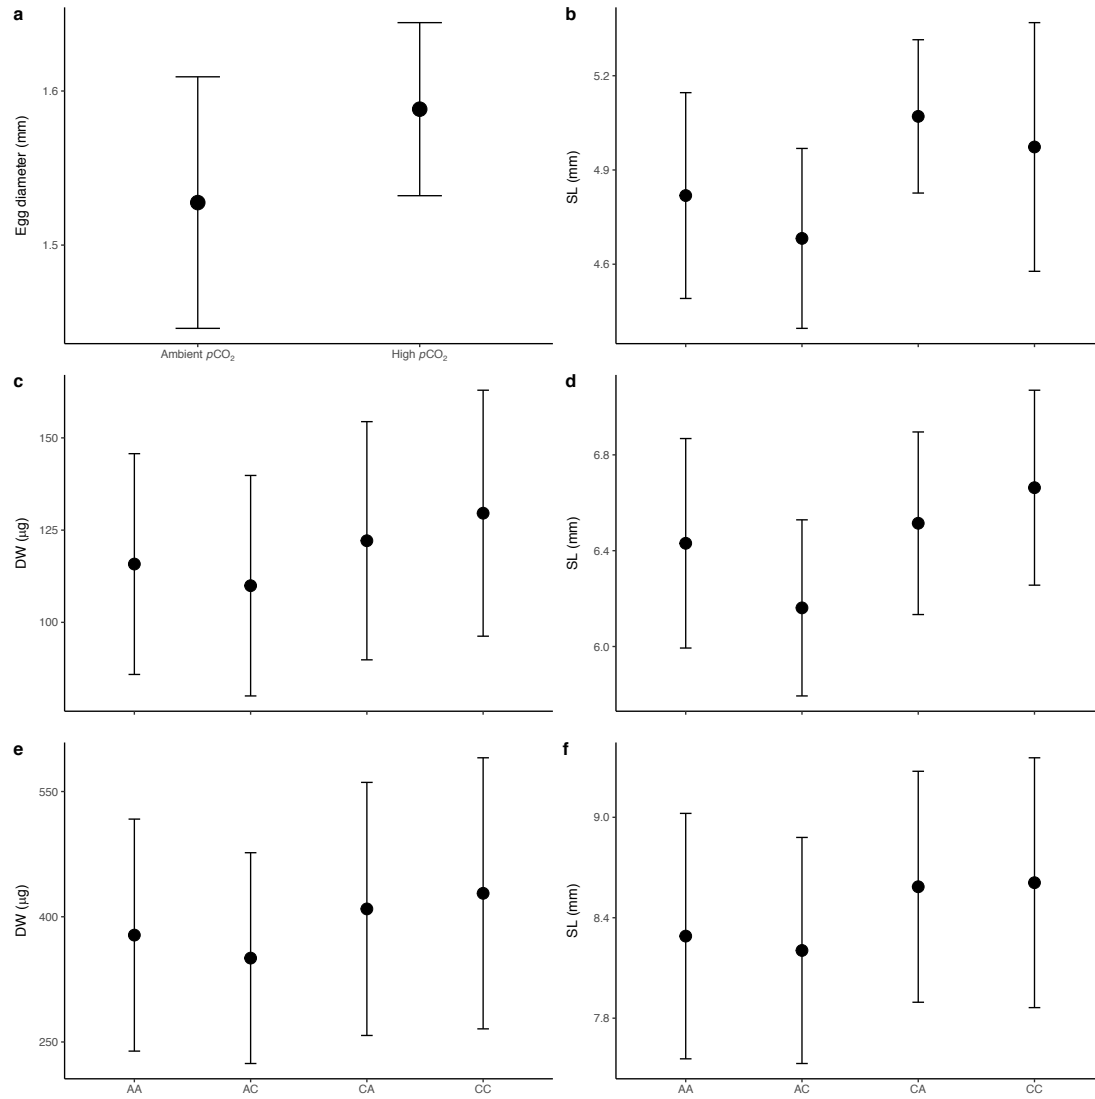 a
Egg diameter (mm)
1.6
1.5
Ambient pCO₂
High pCO₂
b
SL (mm)
5.2
4.9
4.6
c
DW (µg)
150
125
100
d
SL (mm)
6.8
6.4
6.0
e
DW (µg)
550
400
250
AA
AC
CA
CC
f
SL (mm)
9.0
8.4
7.8
AA
AC
CA
CC